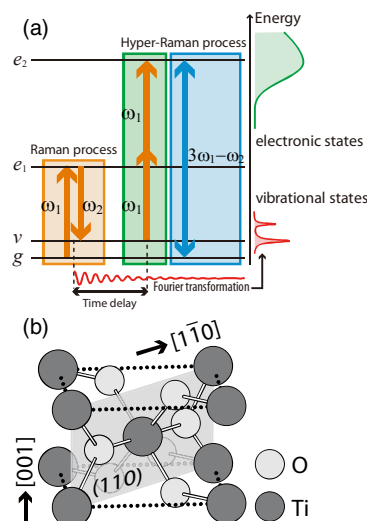 (a)
Energy
Hyper-Raman process
e₂
ω₁
electronic states
Raman process
3ω₁−ω₂
e₁
ω₁
ω₂
ω₁
vibrational states
v
g
Fourier transformation
Time delay
(b)
[11̄0]
[001]
(110)
O
Ti